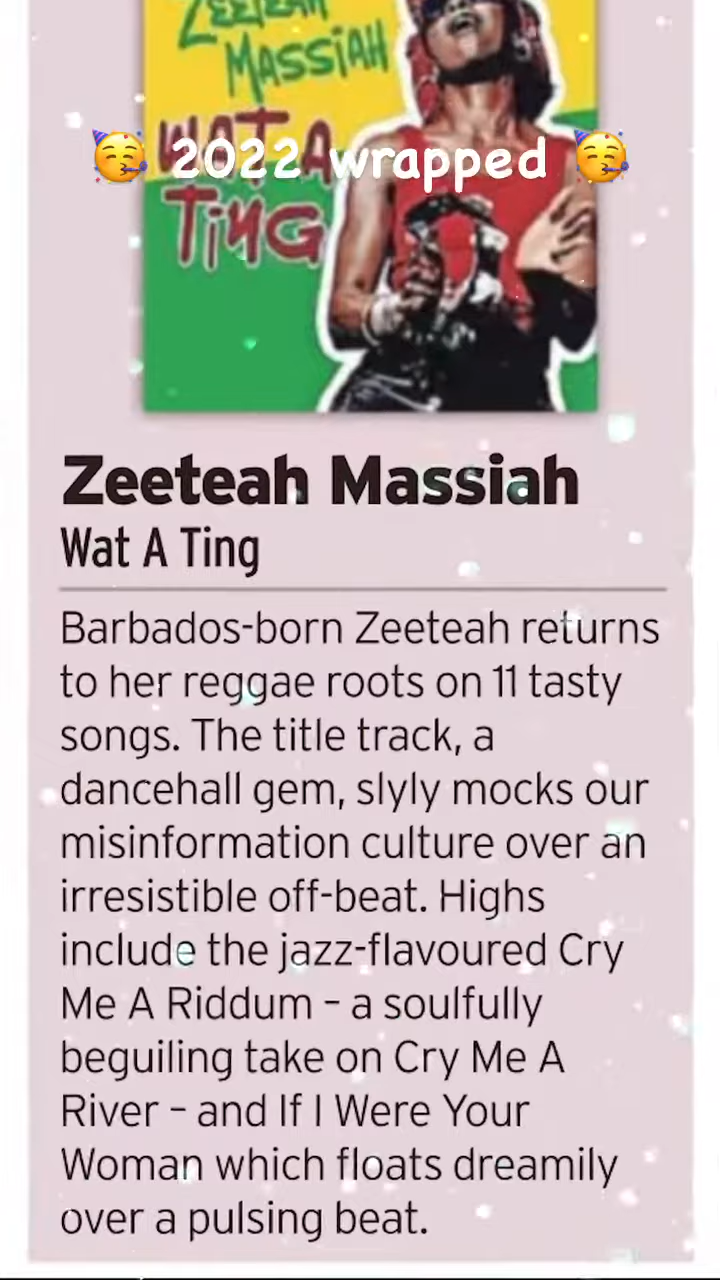 ZEETEAH
MASSIAH
WAT A
TING
🥳 2022 wrapped 🥳
Zeeteah Massiah
Wat A Ting
Barbados-born Zeeteah returns
to her reggae roots on 11 tasty
songs. The title track, a
dancehall gem, slyly mocks our
misinformation culture over an
irresistible off-beat. Highs
include the jazz-flavoured Cry
Me A Riddum – a soulfully
beguiling take on Cry Me A
River – and If I Were Your
Woman which floats dreamily
over a pulsing beat.